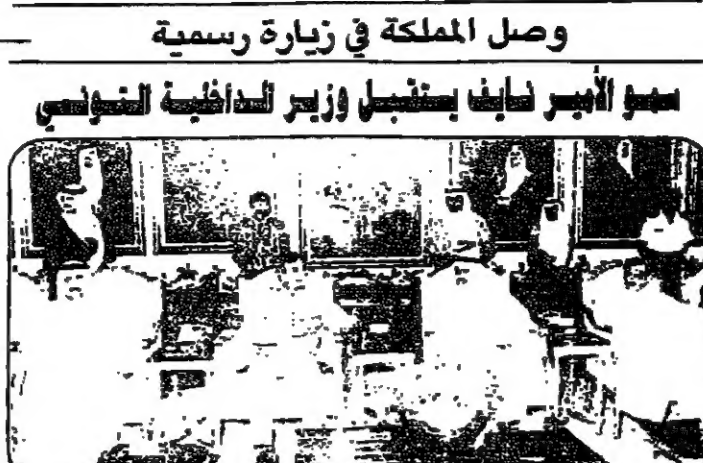 وصل المملكة في زيارة رسمية
سمو الأمير نايف يستقبل وزير الداخلية التونسي